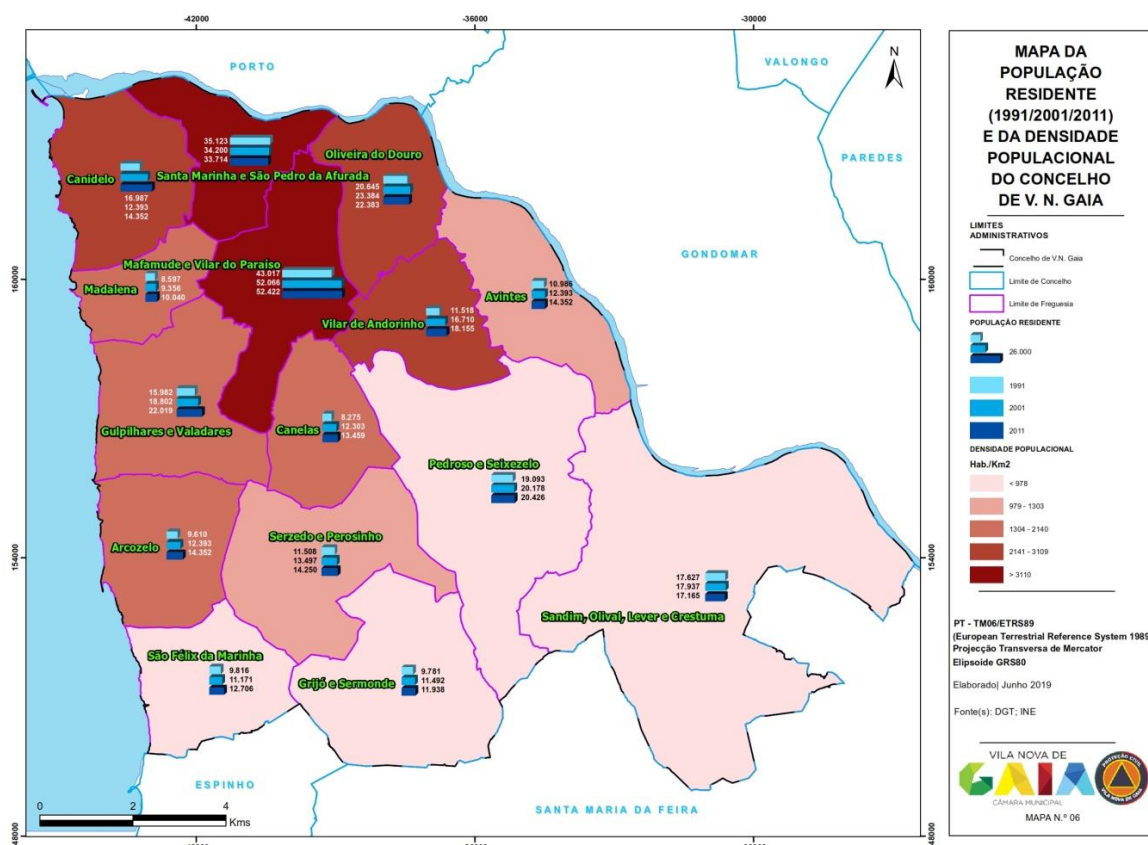 -42000
-36000
-30000
PORTO
VALONGO
PAREDES
GONDOMAR
ESPINHO
SANTA MARIA DA FEIRA
N
160000
154000
160000
154000
48000
Canidelo
16.987
12.393
14.352
35.123
34.200
33.714
Santa Marinha e São Pedro da Afurada
Oliveira do Douro
20.645
23.384
22.383
Mafamude e Vilar do Paraíso
43.017
52.066
52.422
Madalena
8.597
9.356
10.040
Vilar de Andorinho
11.518
16.710
18.155
Avintes
10.986
12.393
14.352
15.982
18.802
22.019
Gulpilhares e Valadares
Canelas
8.275
12.303
13.459
Pedroso e Seixezelo
19.093
20.178
20.426
Arcozelo
9.610
12.393
14.352
Serzedo e Perosinho
11.508
13.497
14.250
17.627
17.937
17.165
Sandim, Olival, Lever e Crestuma
São Félix da Marinha
9.816
11.171
12.706
Grijó e Sermonde
9.781
11.492
11.938
0 2 4
Kms
MAPA DA
POPULAÇÃO
RESIDENTE
(1991/2001/2011)
E DA DENSIDADE
POPULACIONAL
DO CONCELHO
DE V. N. GAIA
LIMITES
ADMINISTRATIVOS
Concelho de V.N. Gaia
Limite de Concelho
Limite de Freguesia
POPULAÇÃO RESIDENTE
26.000
1991
2001
2011
DENSIDADE POPULACIONAL
Hab./Km2
< 978
979 - 1303
1304 - 2140
2141 - 3109
> 3110
PT - TM06/ETRS89
(European Terrestrial Reference System 1989
Projecção Transversa de Mercator
Elipsoide GRS80
Elaborado| Junho 2019
Fonte(s): DGT; INE
VILA NOVA DE
GAIA
CÂMARA MUNICIPAL
PROTEÇÃO CIVIL
VILA NOVA DE GAIA
MAPA N.º 06